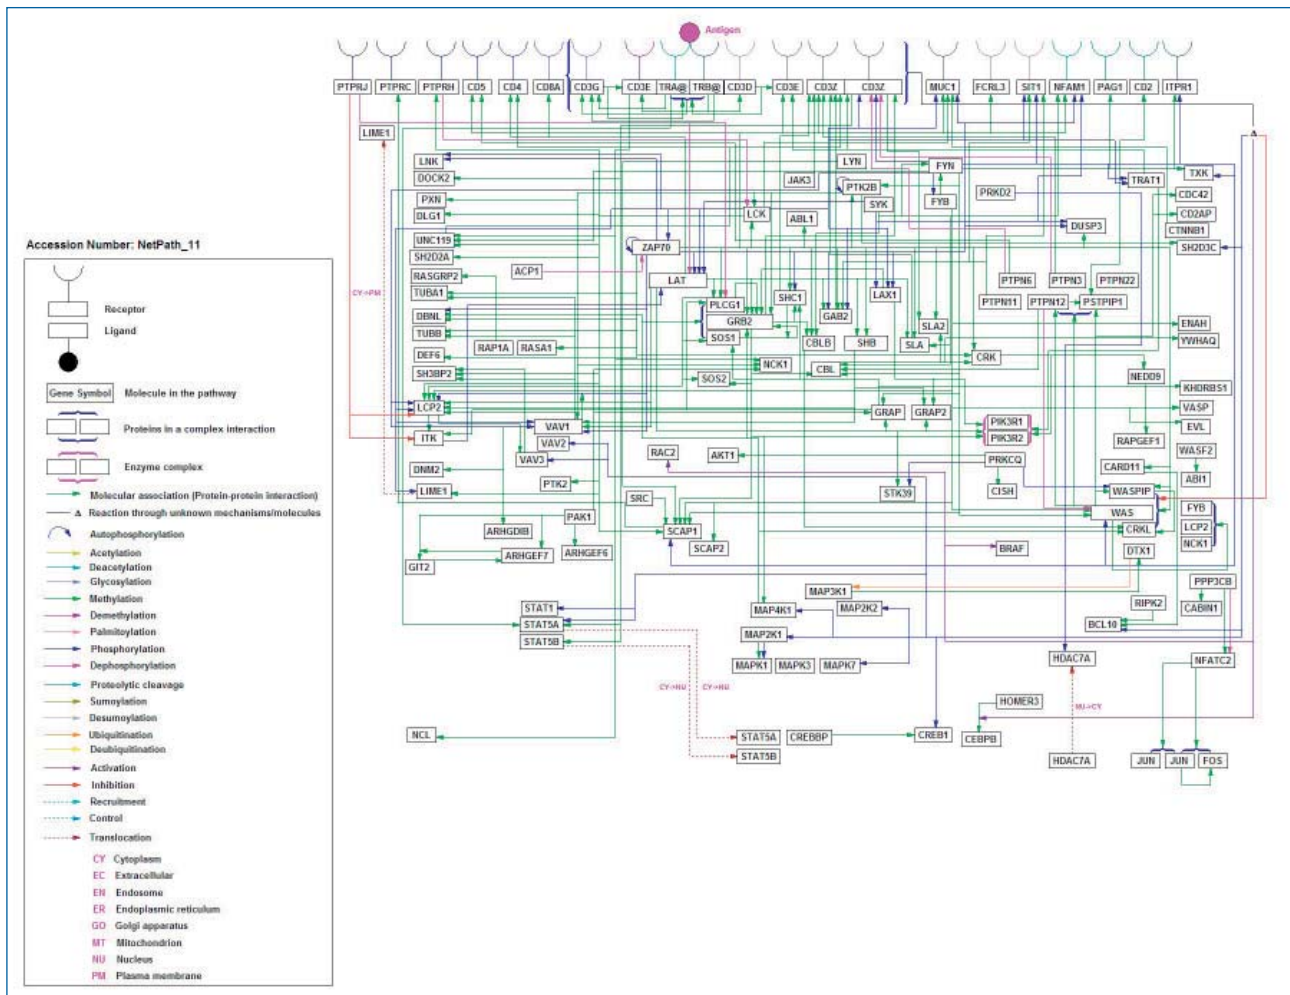 Antigen
PTPRJ PTPRC PTPRH CD5 CD4 CD8A CD3G CD3E TRA@ TRB@ CD3D CD3E CD3Z CD3Z MUC1 FCRL3 SIT1 NFAM1 PAG1 CD2 ITPR1
LIME1
Δ
LNK LYN FYN TXK
DOCK2 JAK3 PTK2B PRKD2 TRAT1
PXN SYK FYB CDC42
DLG1 LCK ABL1 DUSP3 CD2AP
CTNNB1
Accession Number: NetPath_11
UNC119 ZAP70 SH2D3C
SH2D2A
RASGRP2 ACP1 LAT PTPN6 PTPN3 PTPN22
TUBA1 SHC1 LAX1
CY->PM
Receptor
DBNL PLCG1 GAB2 PTPN11 PTPN12 PSTPIP1
Ligand
TUBB GRB2 SLA2 ENAH
RAP1A RASA1 SOS1 CBLB SHB SLA YWHAQ
DEF6 NCK1 CRK
SH3BP2 SOS2 CBL NEDD9
Gene Symbol Molecule in the pathway
KHDRBS1
LCP2 GRAP GRAP2 VASP
Proteins in a complex interaction
VAV1 PIK3R1 EVL
ITK VAV2 PIK3R2 RAPGEF1
WASF2
Enzyme complex
VAV3 RAC2 AKT1 PRKCQ
DNM2 CARD11
PTK2 ABI1
LIME1 STK39 CISH WASPIP
Molecular association (Protein-protein interaction)
SRC
Δ Reaction through unknown mechanisms/molecules
PAK1 WAS FYB
Autophosphorylation
ARHGDIB SCAP1 CRKL LCP2
NCK1
Acetylation
ARHGEF7 ARHGEF6 SCAP2 BRAF DTX1
Deacetylation
GIT2
Glycosylation
PPP3CB
Methylation
MAP3K1
Demethylation
STAT1 MAP4K1 MAP2K2 RIPK2 CABIN1
Palmitoylation
STAT5A BCL10
Phosphorylation
STAT5B MAP2K1
Dephosphorylation
MAPK1 MAPK3 MAPK7 HDAC7A NFATC2
Proteolytic cleavage
CY->NU CY->NU
Sumoylation
HOMER3
Desumoylation
NU->CY
Ubiquitination
NCL STAT5A CREBBP CREB1 CEBPB
Deubiquitination
STAT5B HDAC7A JUN JUN FOS
Activation
Inhibition
Recruitment
Control
Translocation
CY Cytoplasm
EC Extracellular
EN Endosome
ER Endoplasmic reticulum
GO Golgi apparatus
MT Mitochondrion
NU Nucleus
PM Plasma membrane